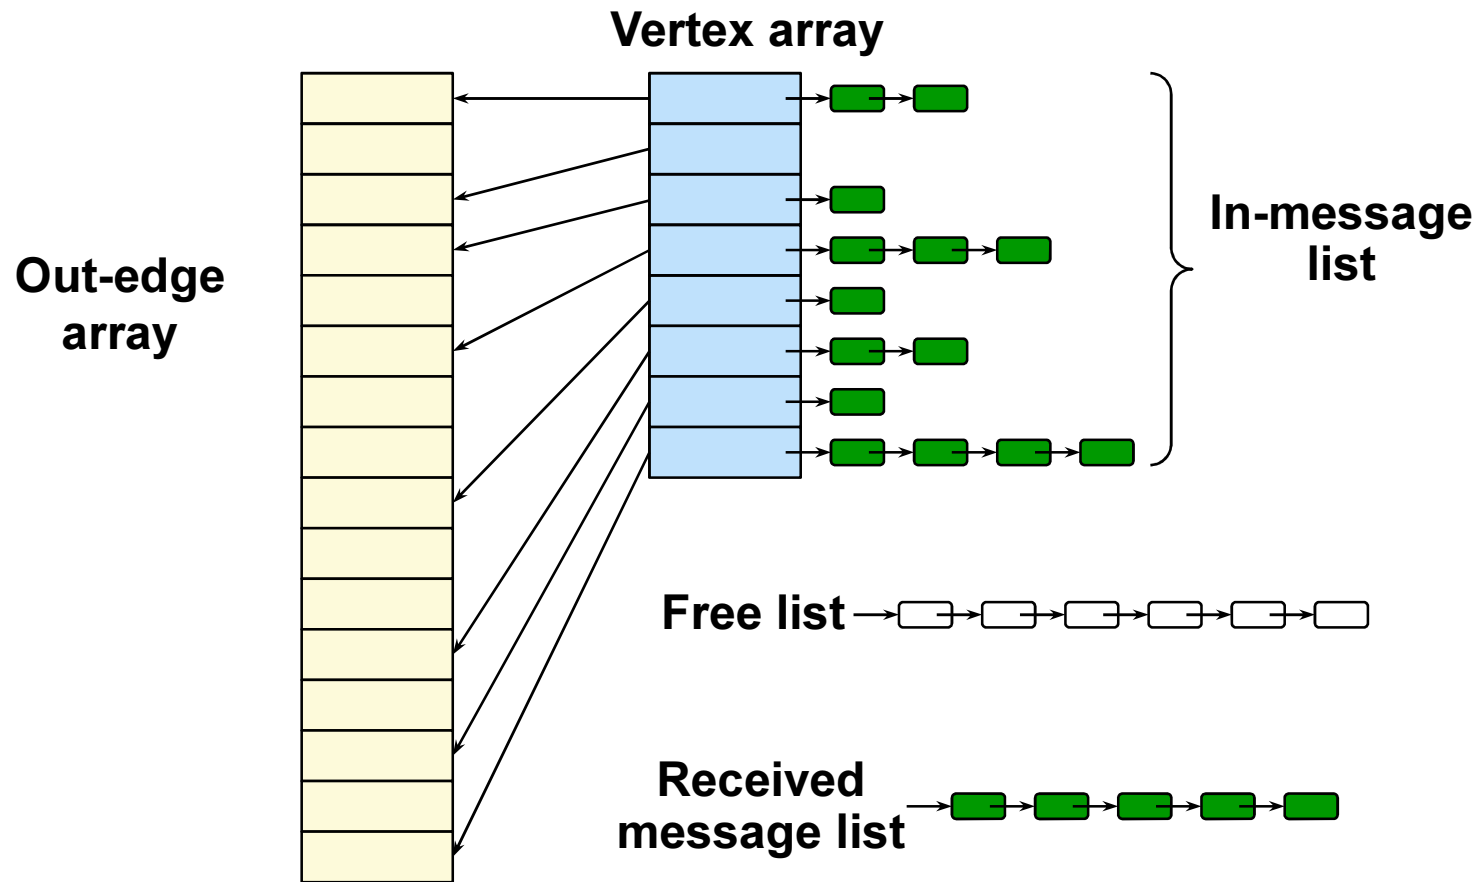 Vertex array
Out-edge
array
In-message
list
Free list
Received
message list